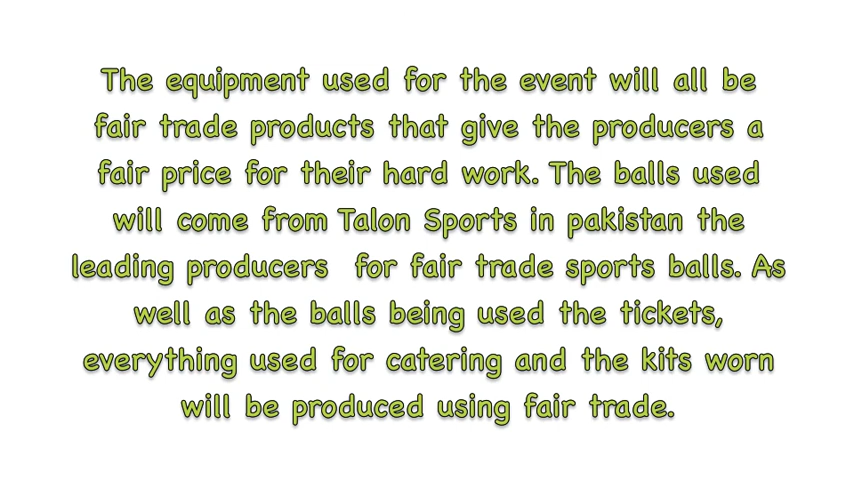 The equipment used for the event will all be
fair trade products that give the producers a
fair price for their hard work. The balls used
will come from Talon Sports in pakistan the
leading producers  for fair trade sports balls. As
well as the balls being used the tickets,
everything used for catering and the kits worn
will be produced using fair trade.